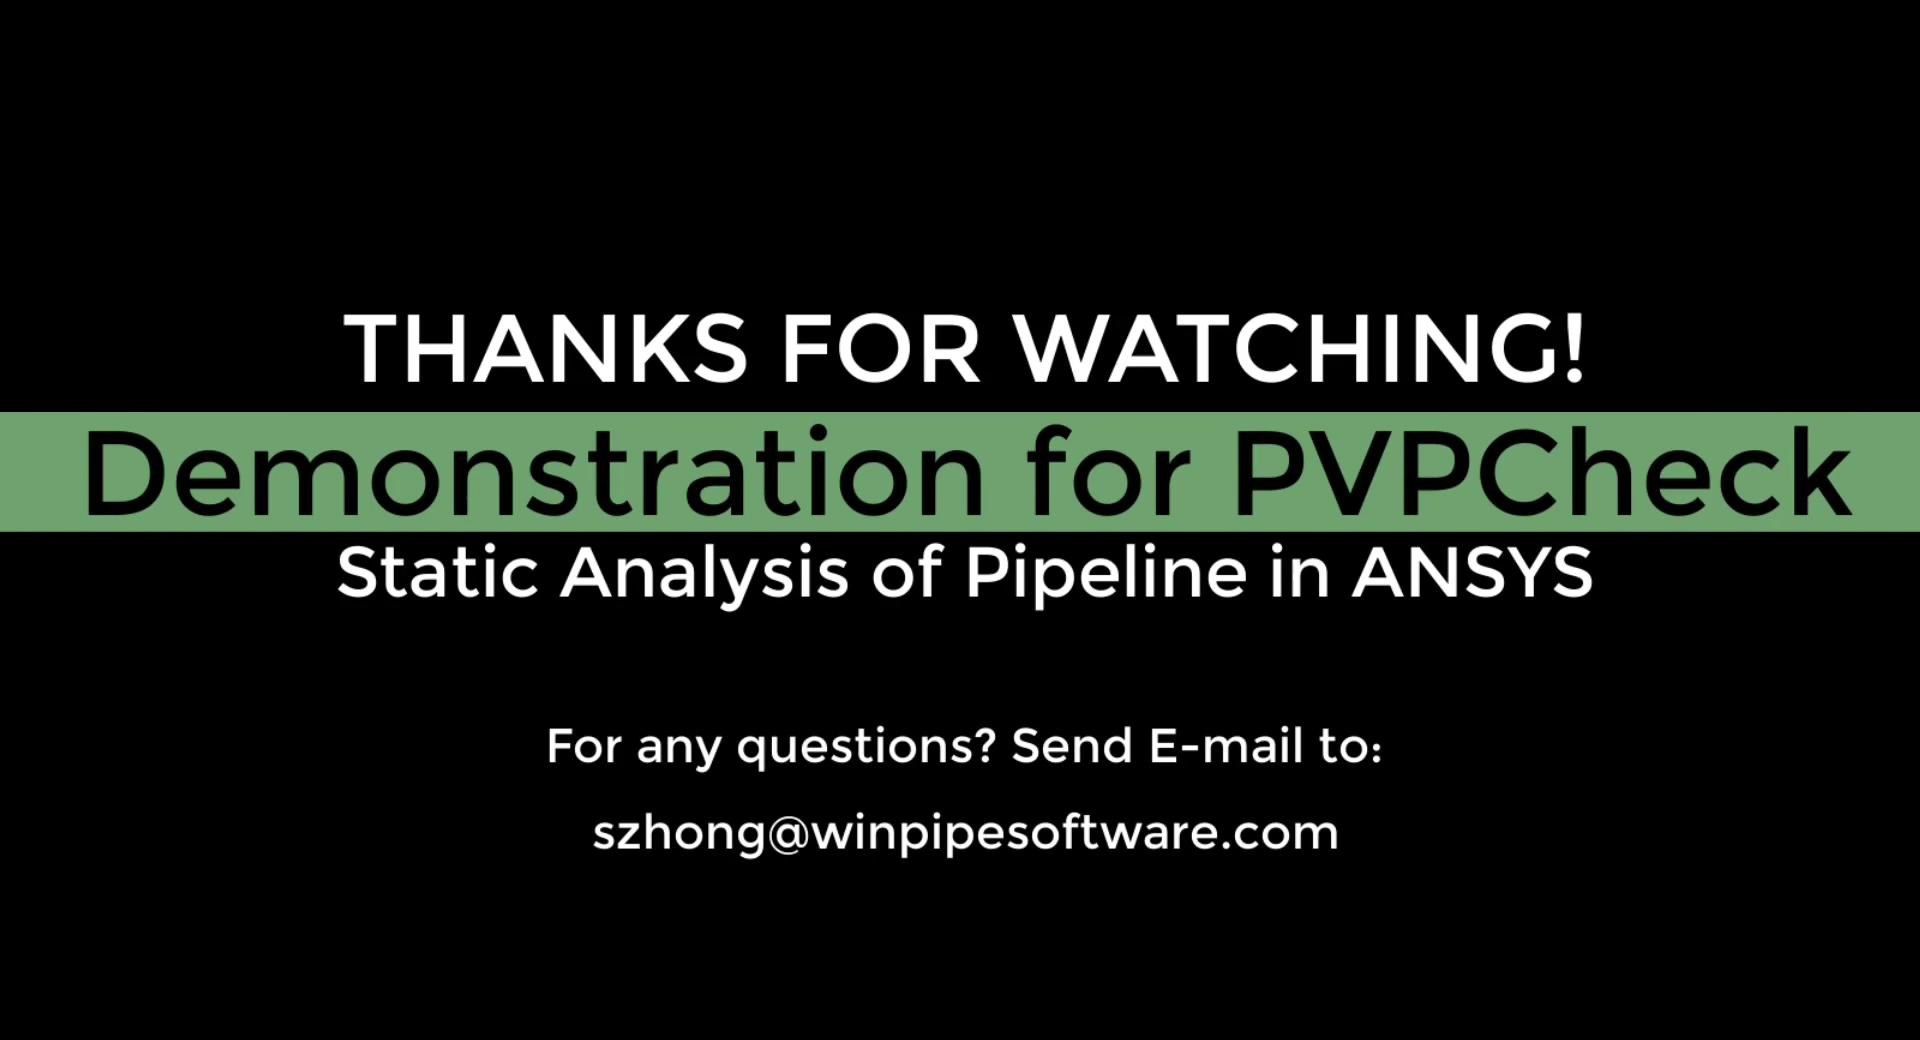 THANKS FOR WATCHING!
Demonstration for PVPCheck
Static Analysis of Pipeline in ANSYS
For any questions? Send E-mail to:
szhong@winpipesoftware.com